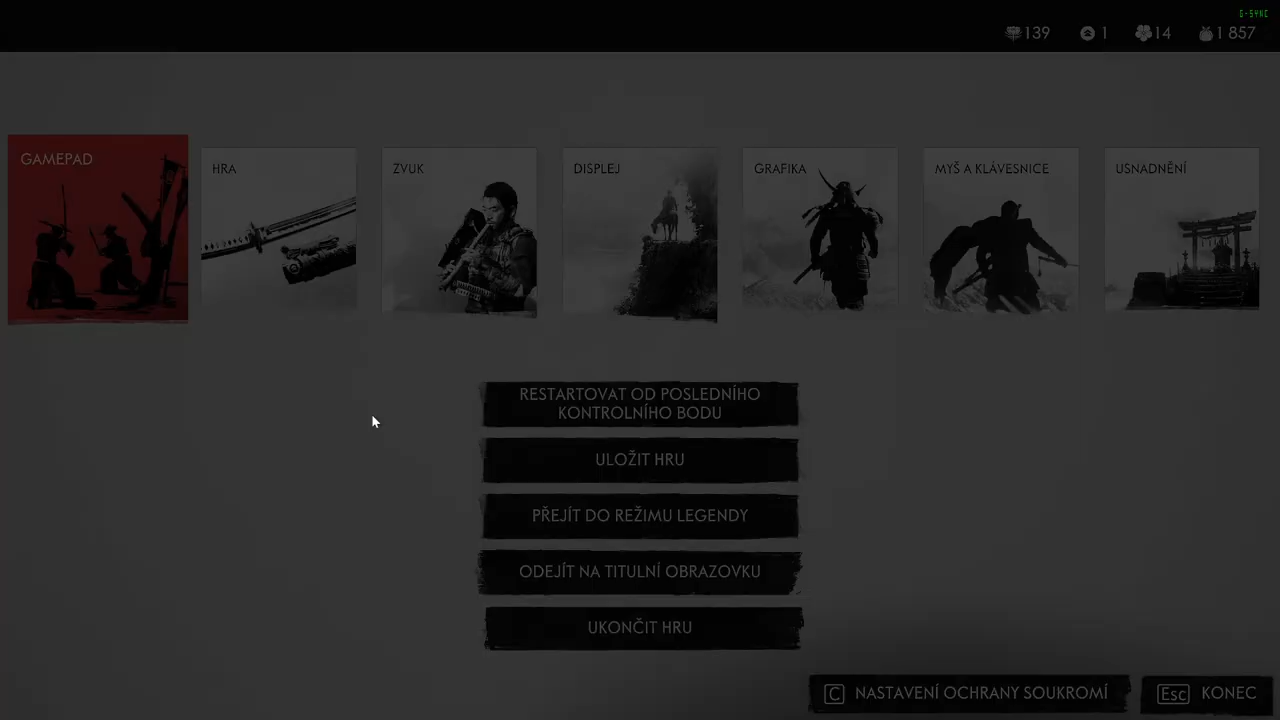 G-SYNC
139 1 14 1 857
GAMEPAD
HRA
ZVUK
DISPLEJ
GRAFIKA
MYŠ A KLÁVESNICE
USNADNĚNÍ
RESTARTOVAT OD POSLEDNÍHO
KONTROLNÍHO BODU
ULOŽIT HRU
PŘEJÍT DO REŽIMU LEGENDY
ODEJÍT NA TITULNÍ OBRAZOVKU
UKONČIT HRU
C NASTAVENÍ OCHRANY SOUKROMÍ
Esc KONEC